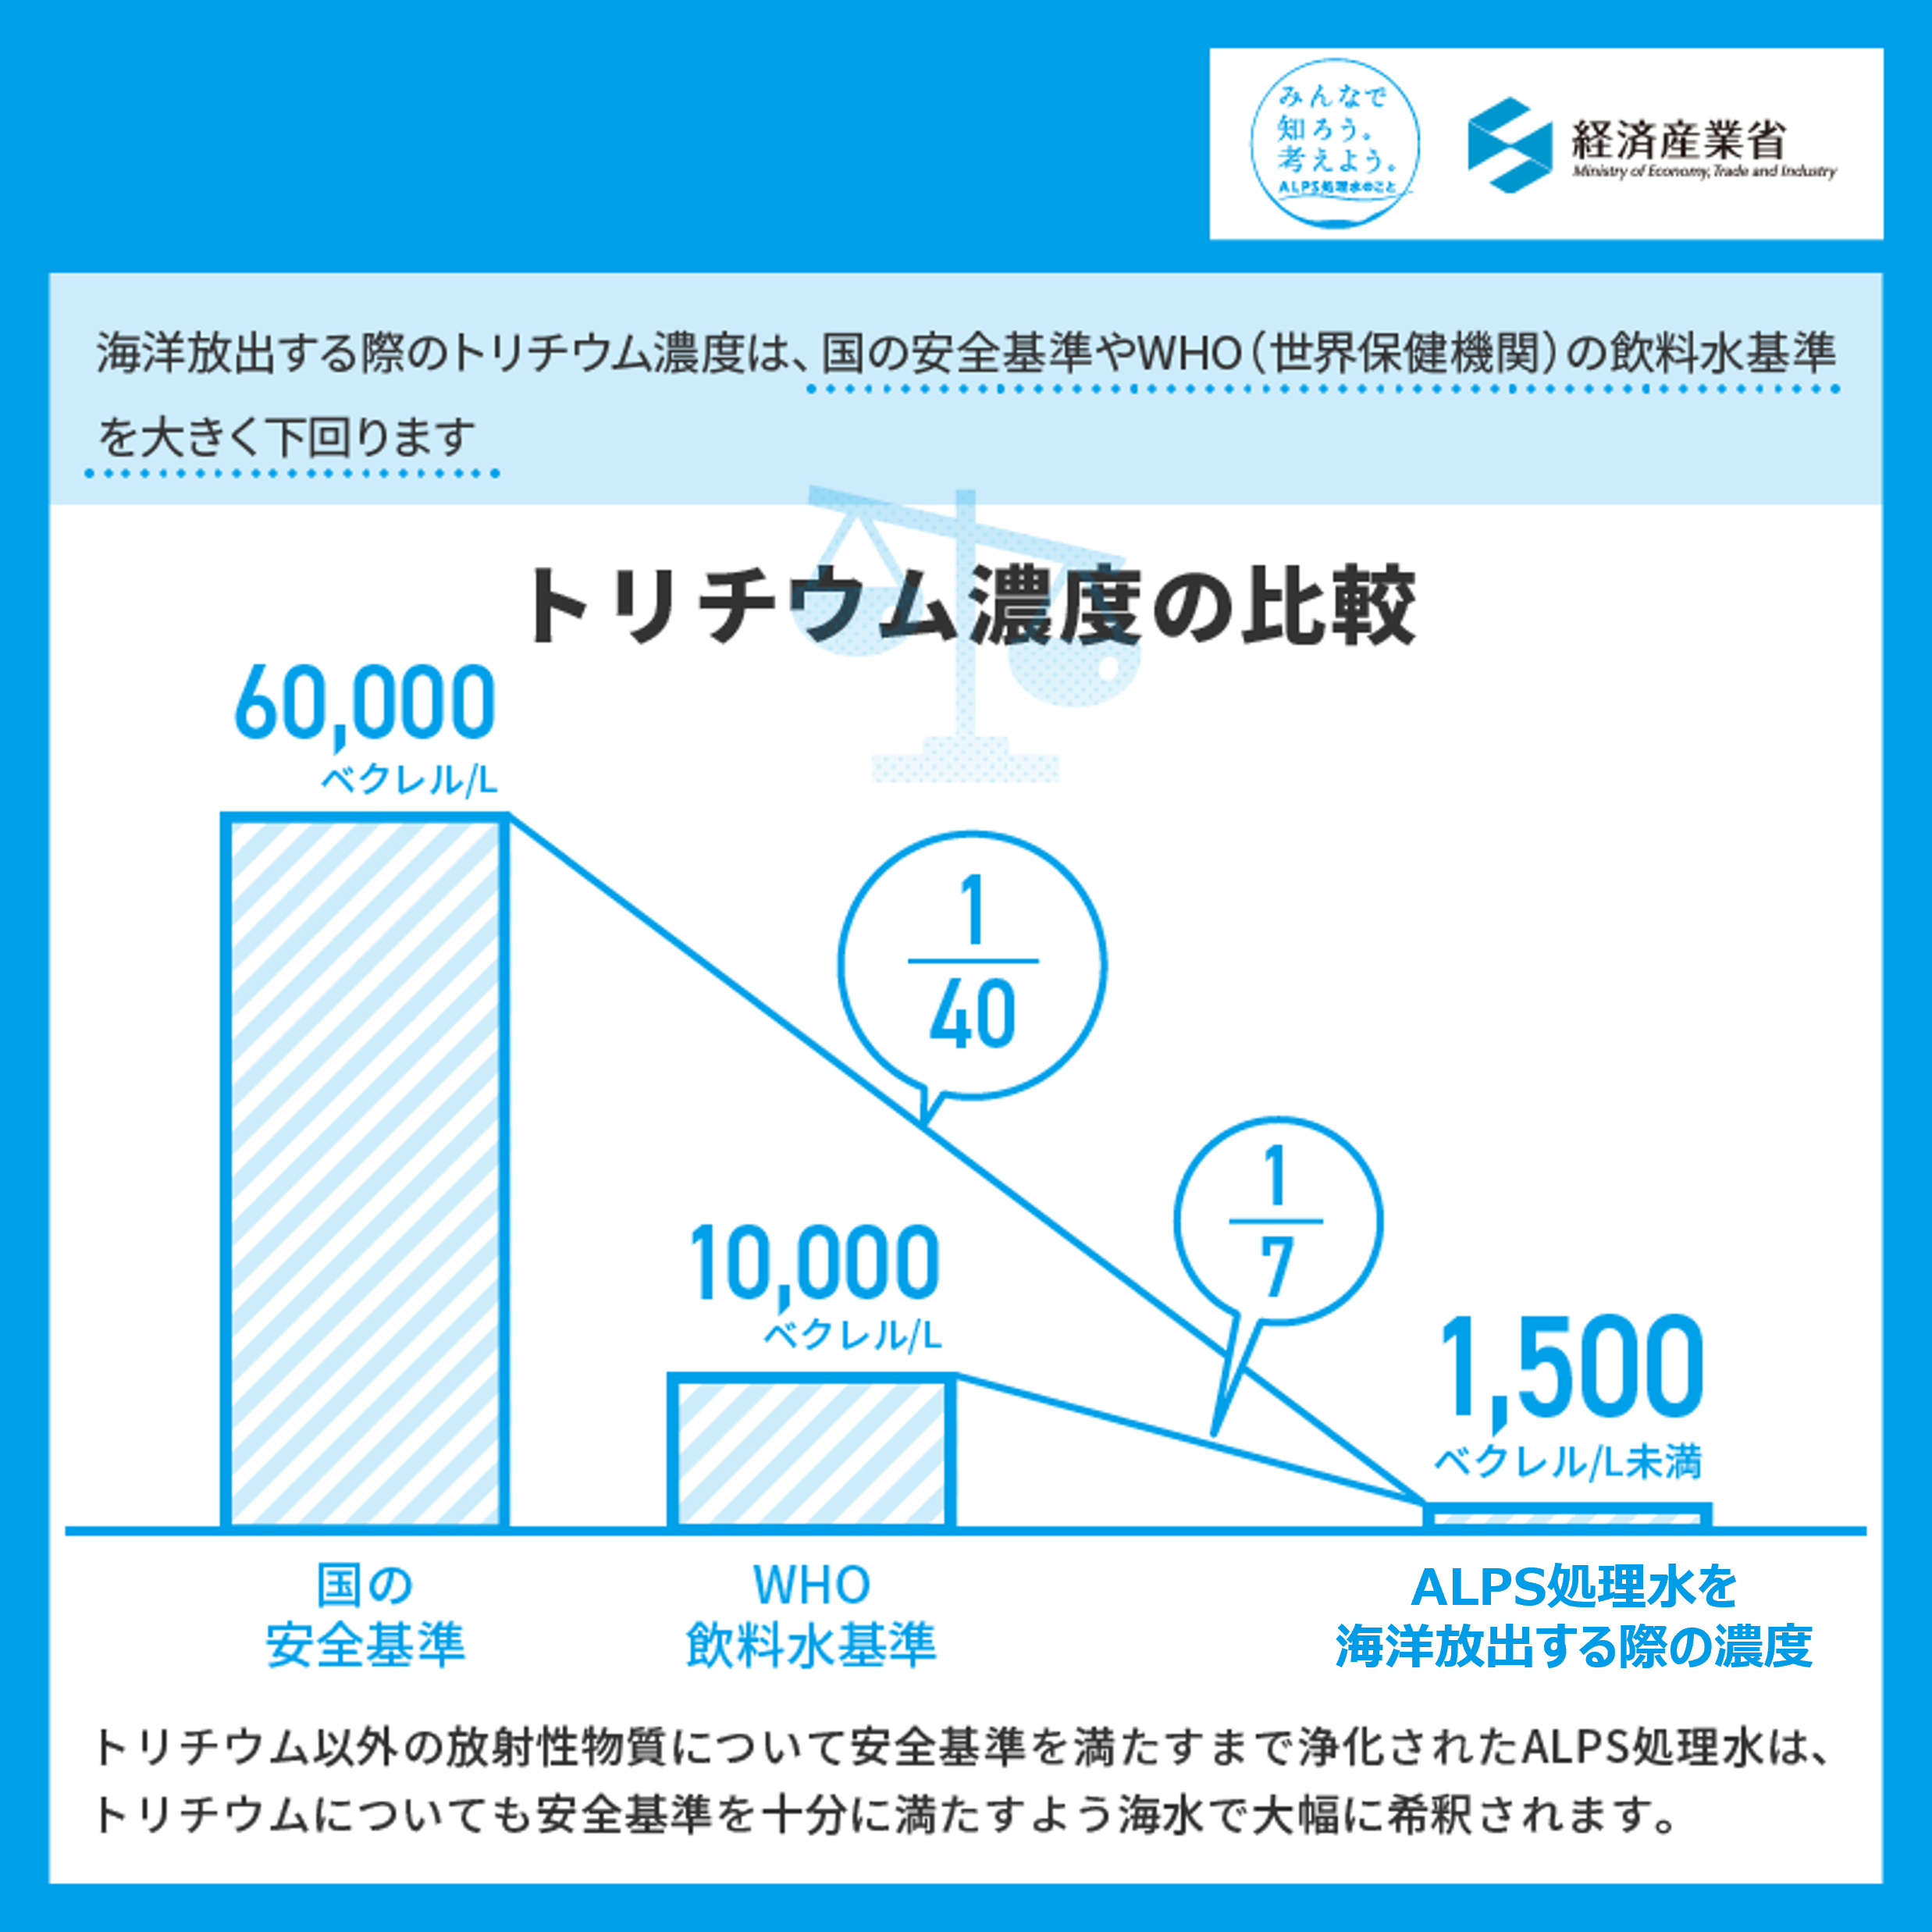 みんなで
知ろう。
考えよう。
ALPS処理水のこと
経済産業省
Ministry of Economy, Trade and Industry
海洋放出する際のトリチウム濃度は、国の安全基準やWHO（世界保健機関）の飲料水基準
を大きく下回ります
トリチウム濃度の比較
60,000
ベクレル/L
1
40
1
7
10,000
ベクレル/L
1,500
ベクレル/L未満
国の
安全基準
WHO
飲料水基準
ALPS処理水を
海洋放出する際の濃度
トリチウム以外の放射性物質について安全基準を満たすまで浄化されたALPS処理水は、
トリチウムについても安全基準を十分に満たすよう海水で大幅に希釈されます。